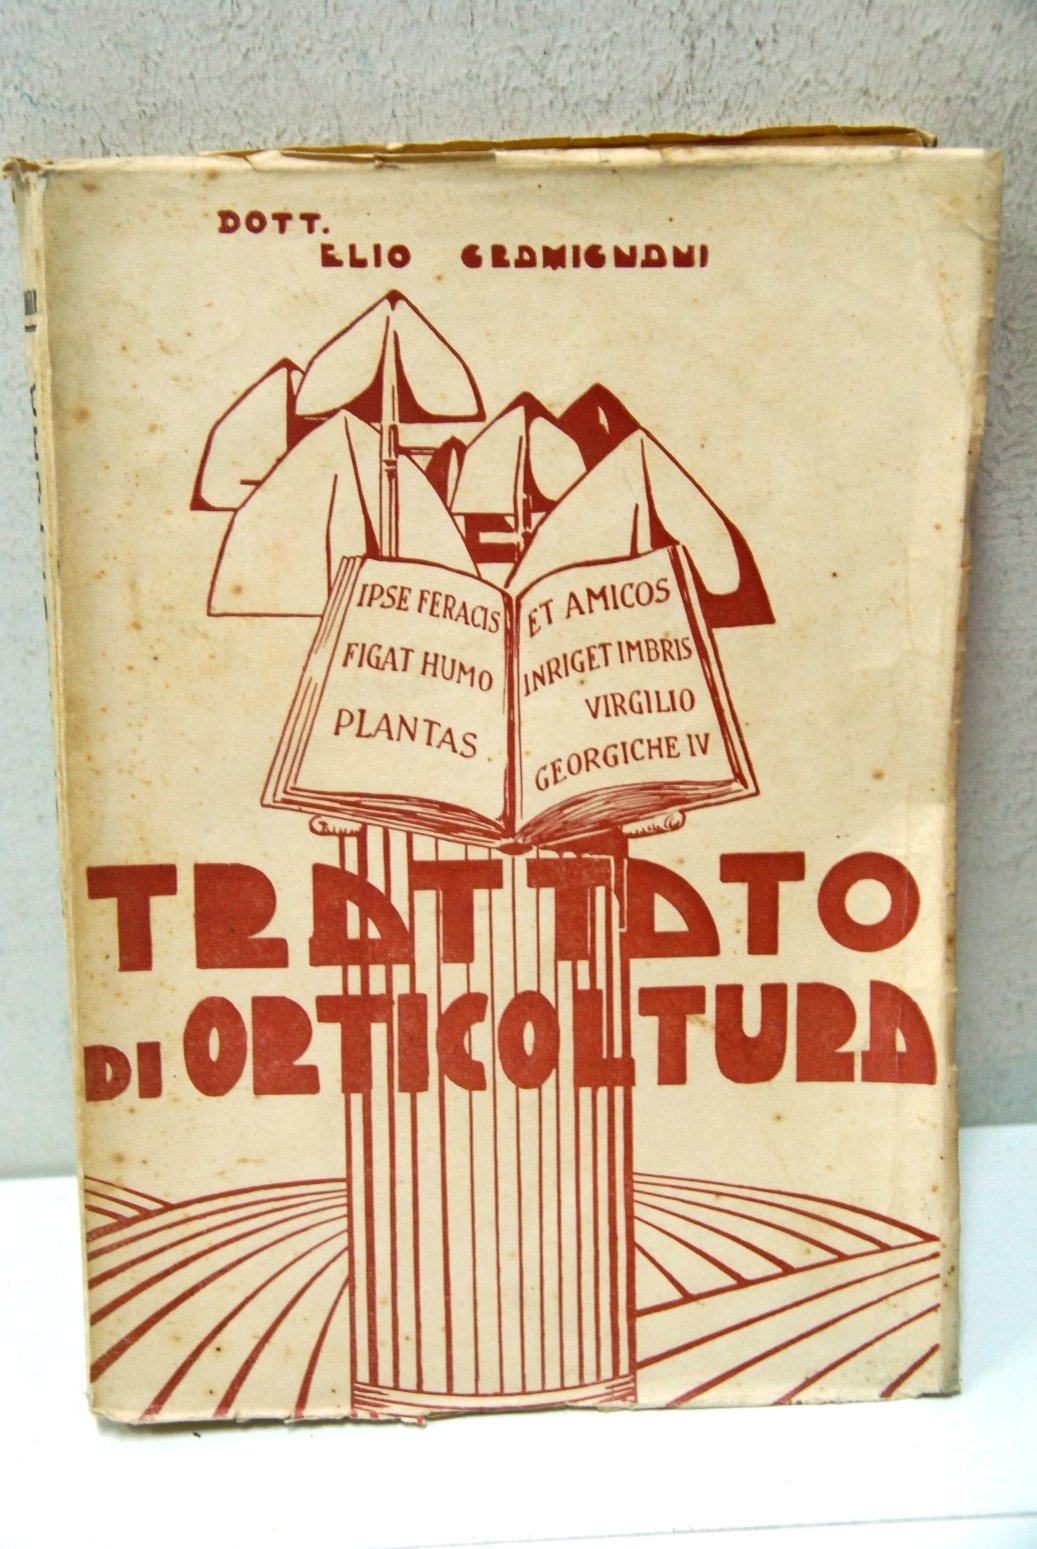 DOTT.
ELIO GRAMIGNANI
IPSE FERACIS
FIGAT HUMO
PLANTAS
ET AMICOS
INRIGET IMBRIS
VIRGILIO
GEORGICHE IV
TRATTATO
DI ORTICOLTURA